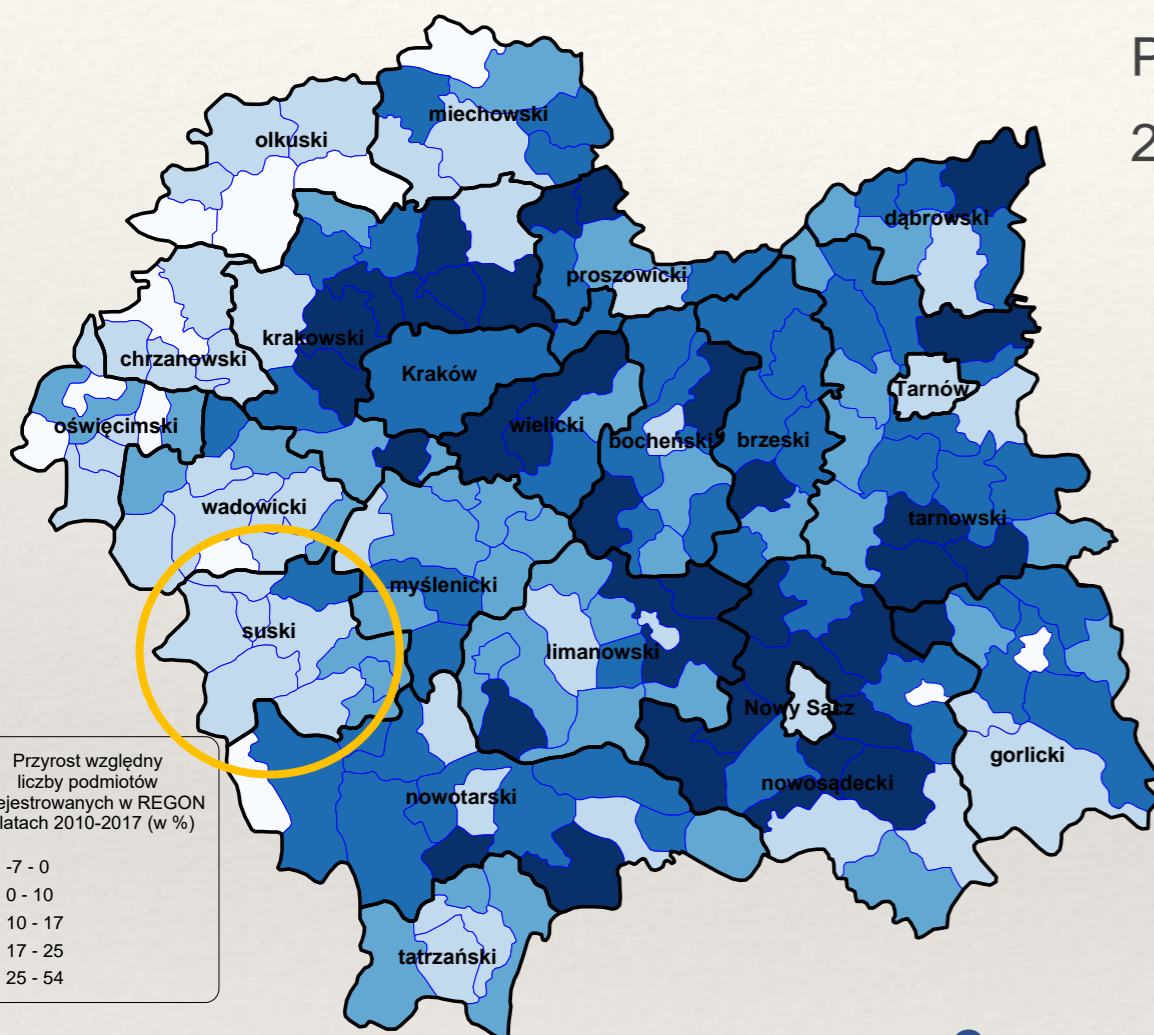 P
2
miechowski
olkuski
dąbrowski
proszowicki
krakowski
chrzanowski
Kraków
Tarnów
oświęcimski
wielicki
bocheński
brzeski
wadowicki
tarnowski
myślenicki
suski
limanowski
Nowy Sącz
gorlicki
nowosądecki
nowotarski
tatrzański
Przyrost względny
liczby podmiotów
ejestrowanych w REGON
latach 2010-2017 (w %)
-7 - 0
0 - 10
10 - 17
17 - 25
25 - 54